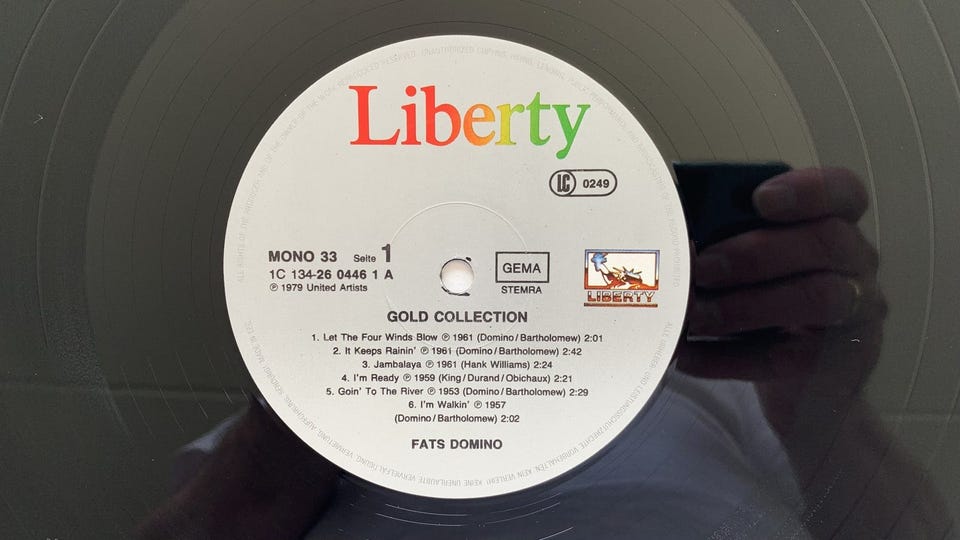 Liberty
LC 0249
MONO 33 Seite 1
1C 134-26 0446 1 A
℗ 1979 United Artists
GEMA
STEMRA
LIBERTY
GOLD COLLECTION
1. Let The Four Winds Blow ℗ 1961 (Domino/Bartholomew) 2:01
2. It Keeps Rainin' ℗ 1961 (Domino/Bartholomew) 2:42
3. Jambalaya ℗ 1961 (Hank Williams) 2:24
4. I'm Ready ℗ 1959 (King/Durand/Obichaux) 2:21
5. Goin' To The River ℗ 1953 (Domino/Bartholomew) 2:29
6. I'm Walkin' ℗ 1957
(Domino/Bartholomew) 2:02
FATS DOMINO